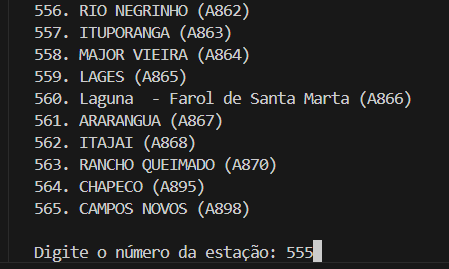 556. RIO NEGRINHO (A862)
557. ITUPORANGA (A863)
558. MAJOR VIEIRA (A864)
559. LAGES (A865)
560. Laguna  - Farol de Santa Marta (A866)
561. ARARANGUA (A867)
562. ITAJAI (A868)
563. RANCHO QUEIMADO (A870)
564. CHAPECO (A895)
565. CAMPOS NOVOS (A898)
Digite o número da estação: 555